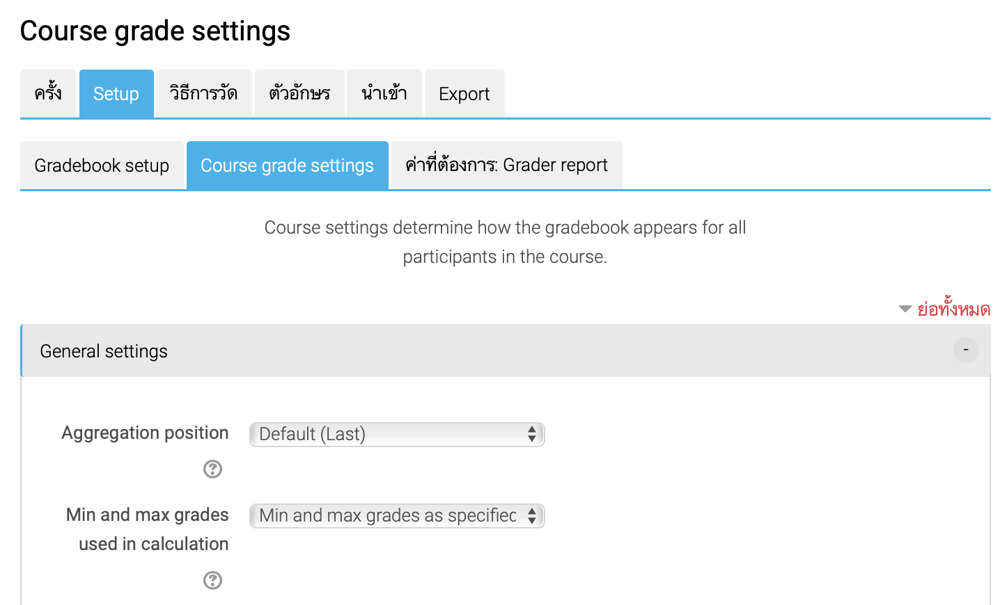 Course grade settings
ครั้ง Setup วิธีการวัด ตัวอักษร นำเข้า Export
Gradebook setup Course grade settings ค่าที่ต้องการ: Grader report
Course settings determine how the gradebook appears for all
participants in the course.
ย่อทั้งหมด
General settings -
Aggregation position Default (Last)
Min and max grades Min and max grades as specified
used in calculation